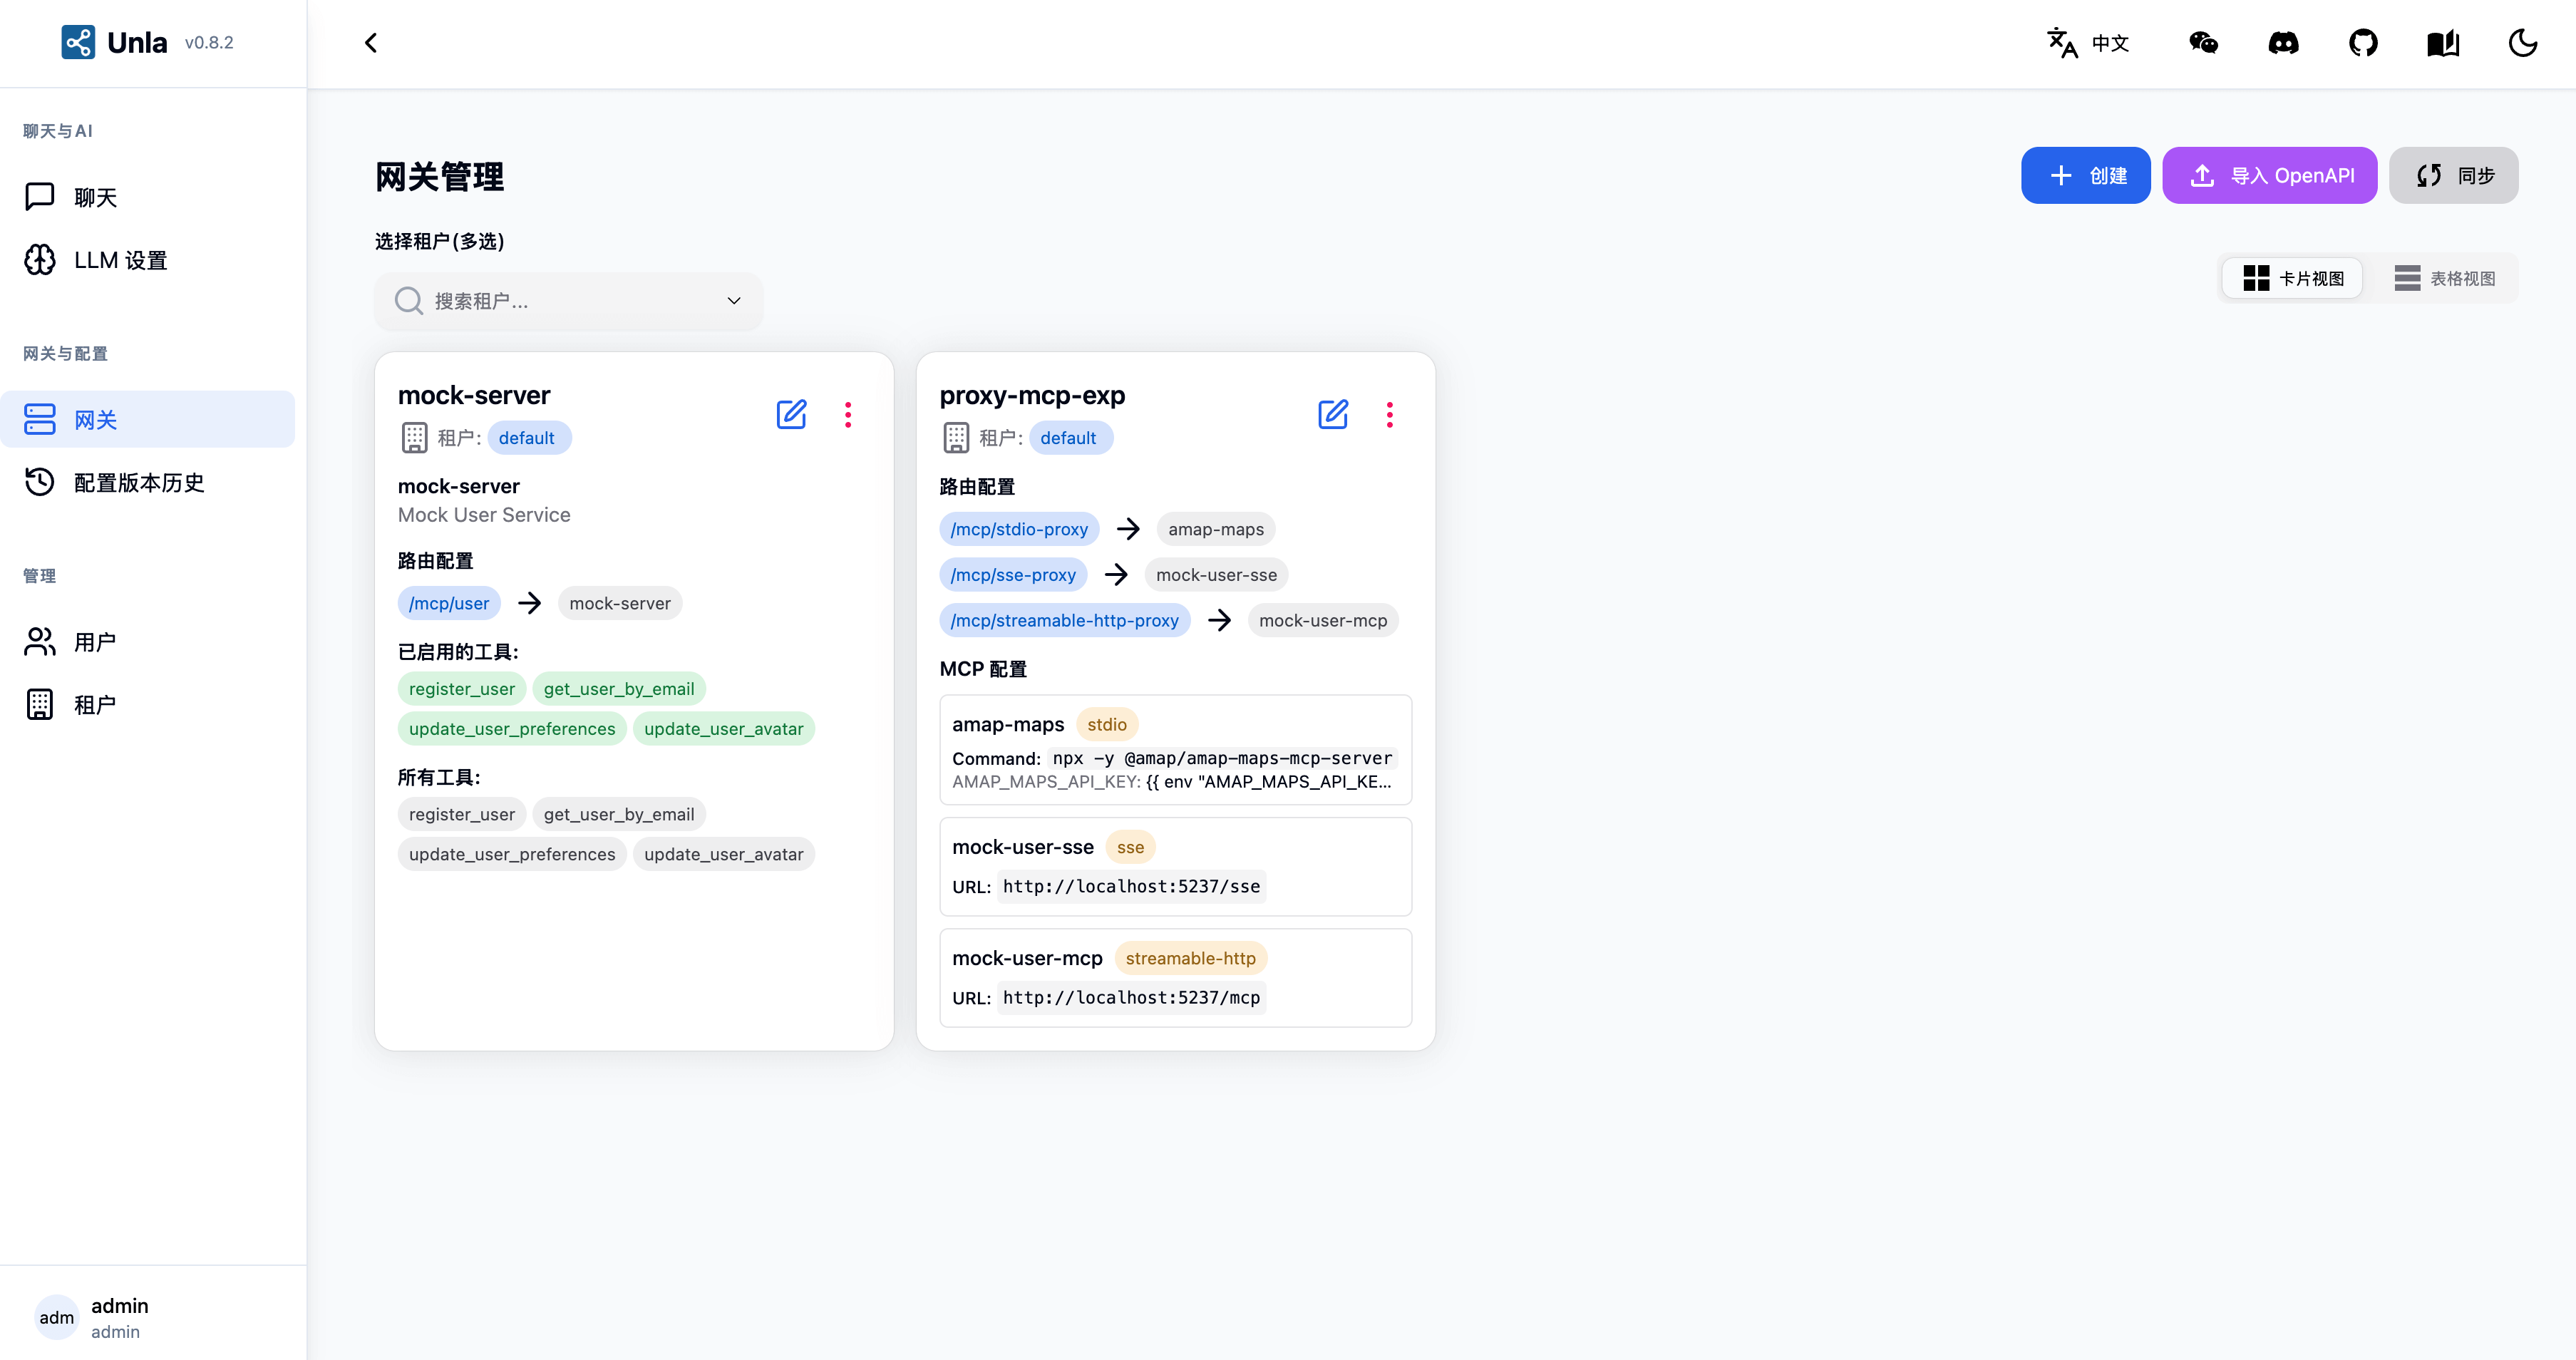 Unla v0.8.2
聊天与AI
聊天
LLM 设置
网关与配置
网关
配置版本历史
管理
用户
租户
adm
admin
admin
中文
网关管理
创建
导入 OpenAPI
同步
选择租户(多选)
搜索租户...
卡片视图
表格视图
mock-server
租户: default
mock-server
Mock User Service
路由配置
/mcp/user → mock-server
已启用的工具:
register_user get_user_by_email
update_user_preferences update_user_avatar
所有工具:
register_user get_user_by_email
update_user_preferences update_user_avatar
proxy-mcp-exp
租户: default
路由配置
/mcp/stdio-proxy → amap-maps
/mcp/sse-proxy → mock-user-sse
/mcp/streamable-http-proxy → mock-user-mcp
MCP 配置
amap-maps stdio
Command: npx -y @amap/amap-maps-mcp-server
AMAP_MAPS_API_KEY: {{ env "AMAP_MAPS_API_KE...
mock-user-sse sse
URL: http://localhost:5237/sse
mock-user-mcp streamable-http
URL: http://localhost:5237/mcp